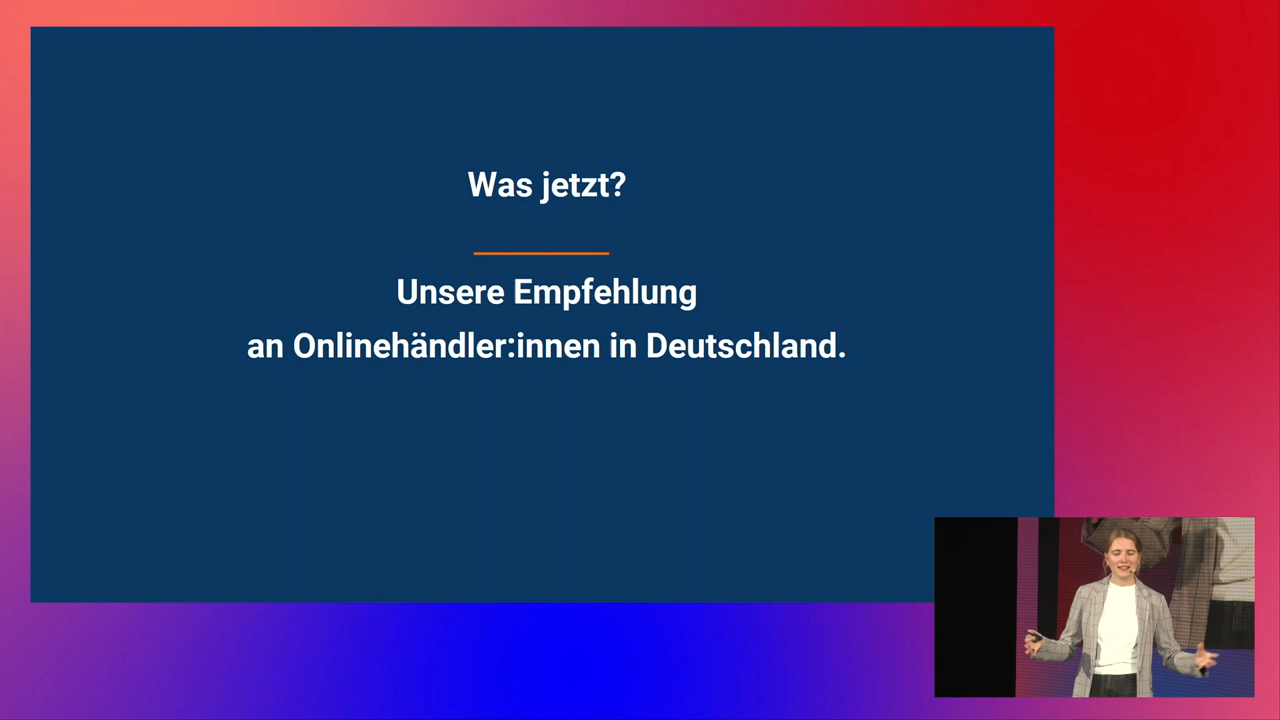 Was jetzt?
Unsere Empfehlung
an Onlinehändler:innen in Deutschland.